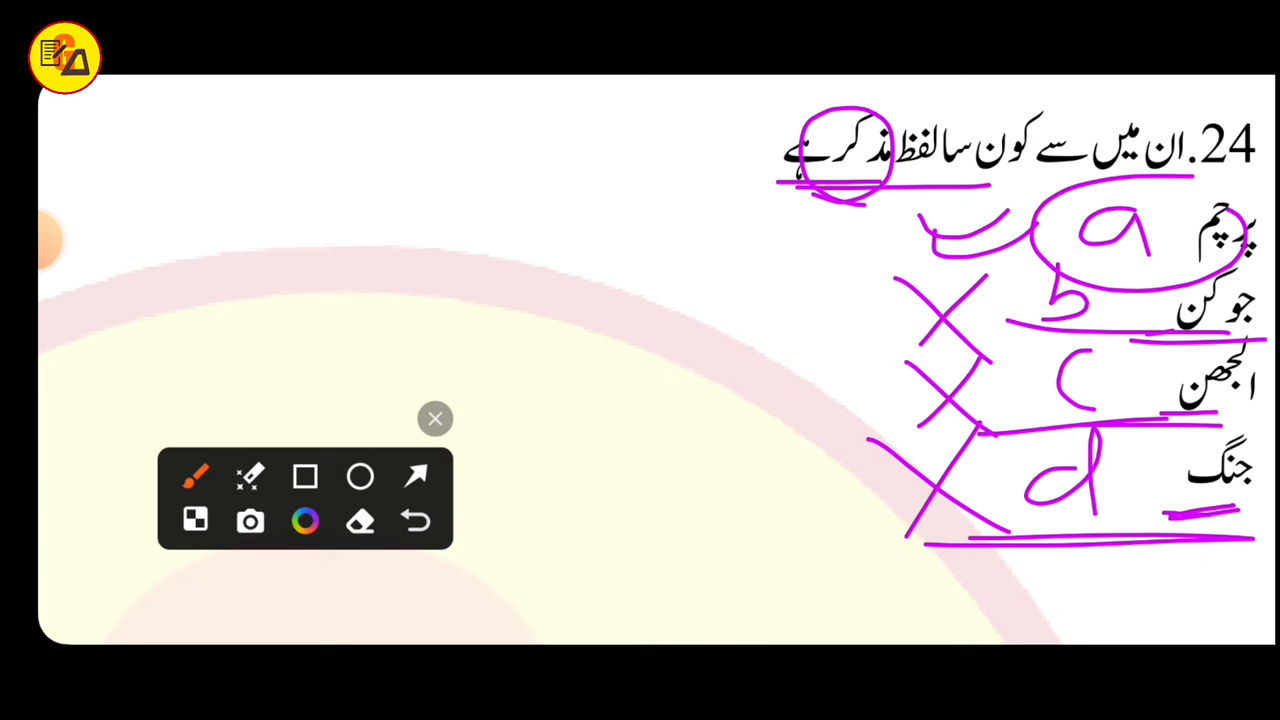 24. ان میں سے کون سا لفظ مذکر ہے
پرچم a
جوکن b
الجھن c
جنگ d